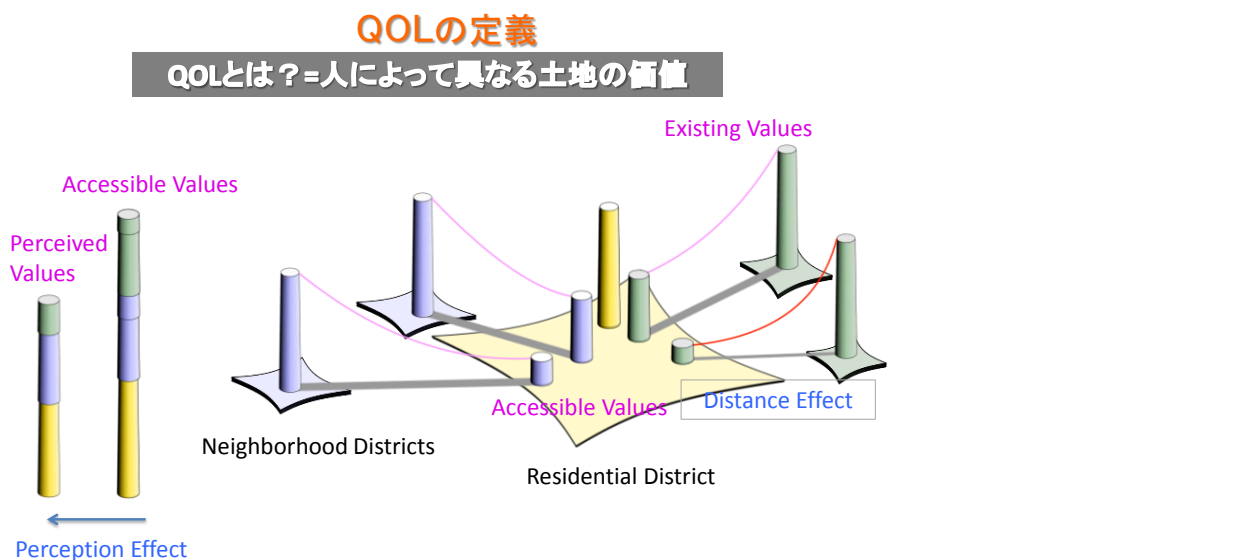 QOLの定義
QOLとは？=人によって異なる土地の価値
Existing Values
Accessible Values
Perceived
Values
Accessible Values
Distance Effect
Neighborhood Districts
Residential District
Perception Effect